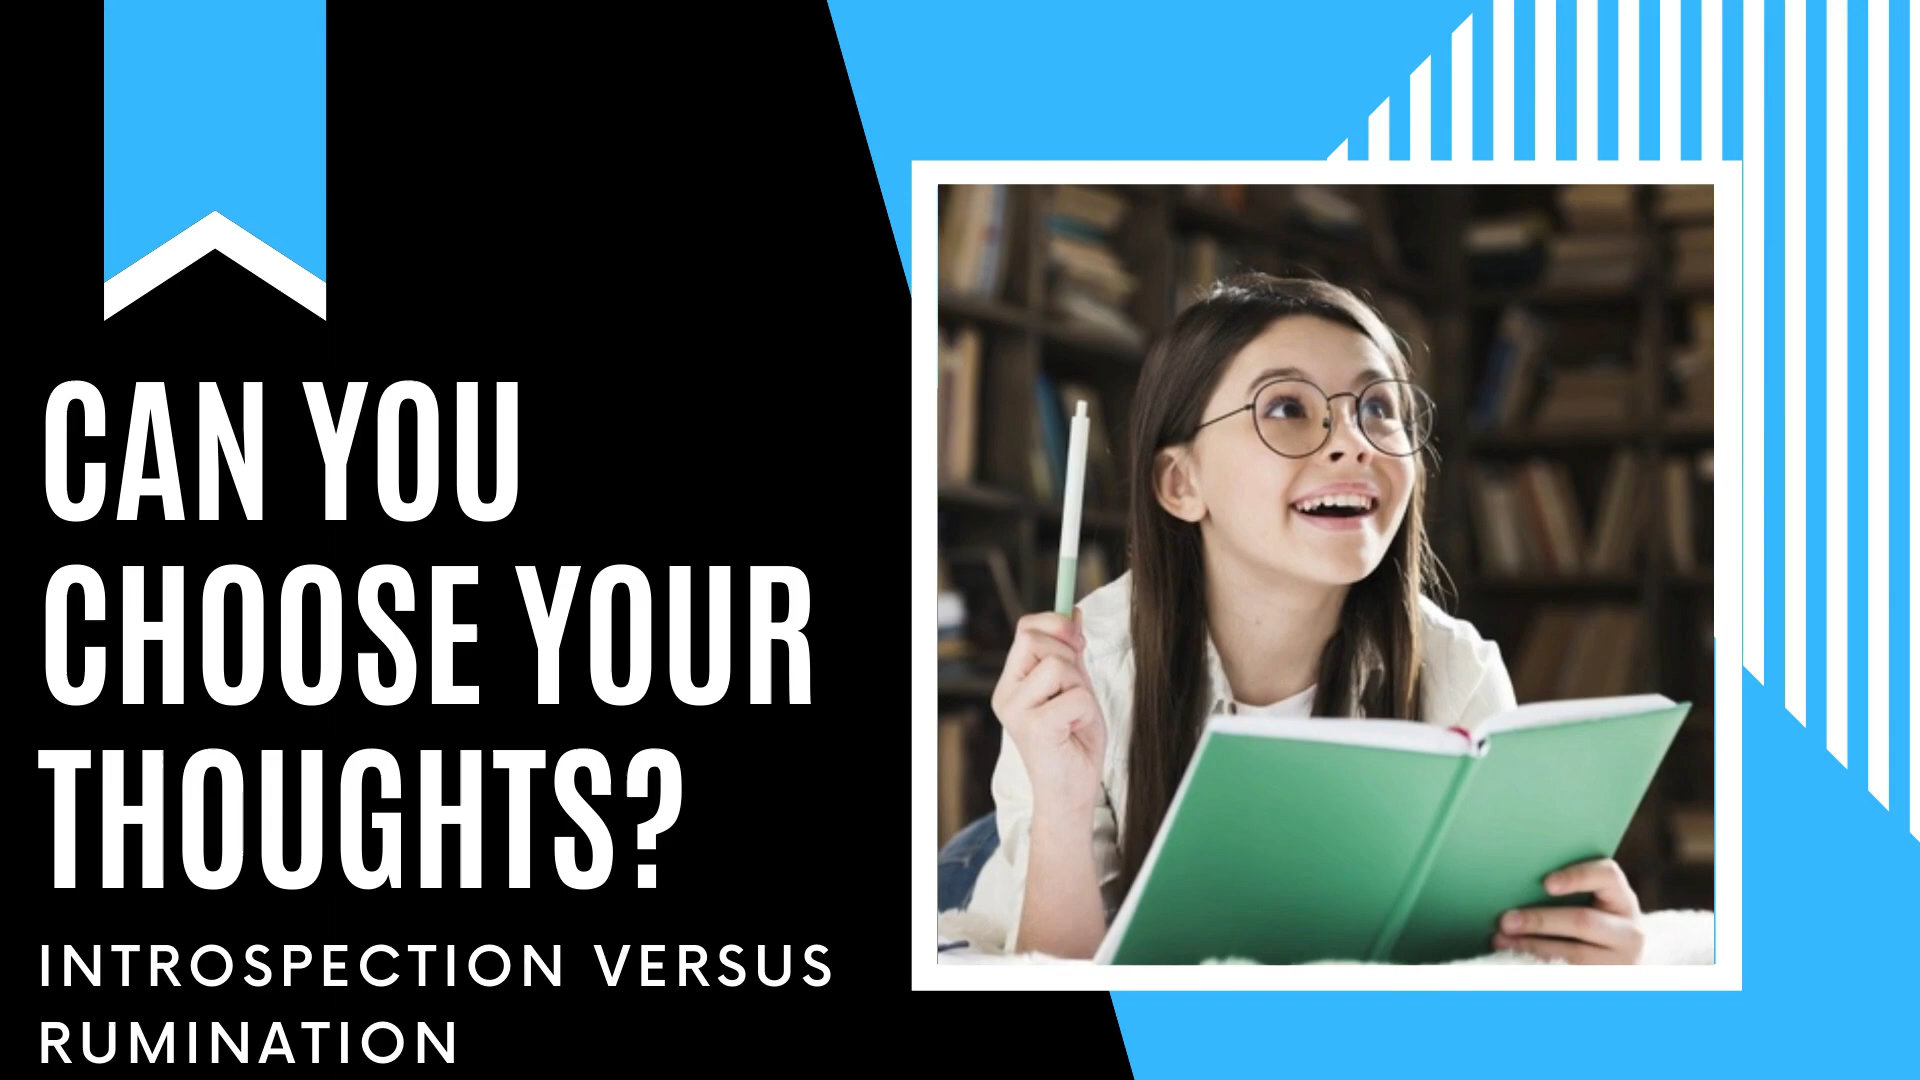 CAN YOU
CHOOSE YOUR
THOUGHTS?
INTROSPECTION VERSUS
RUMINATION